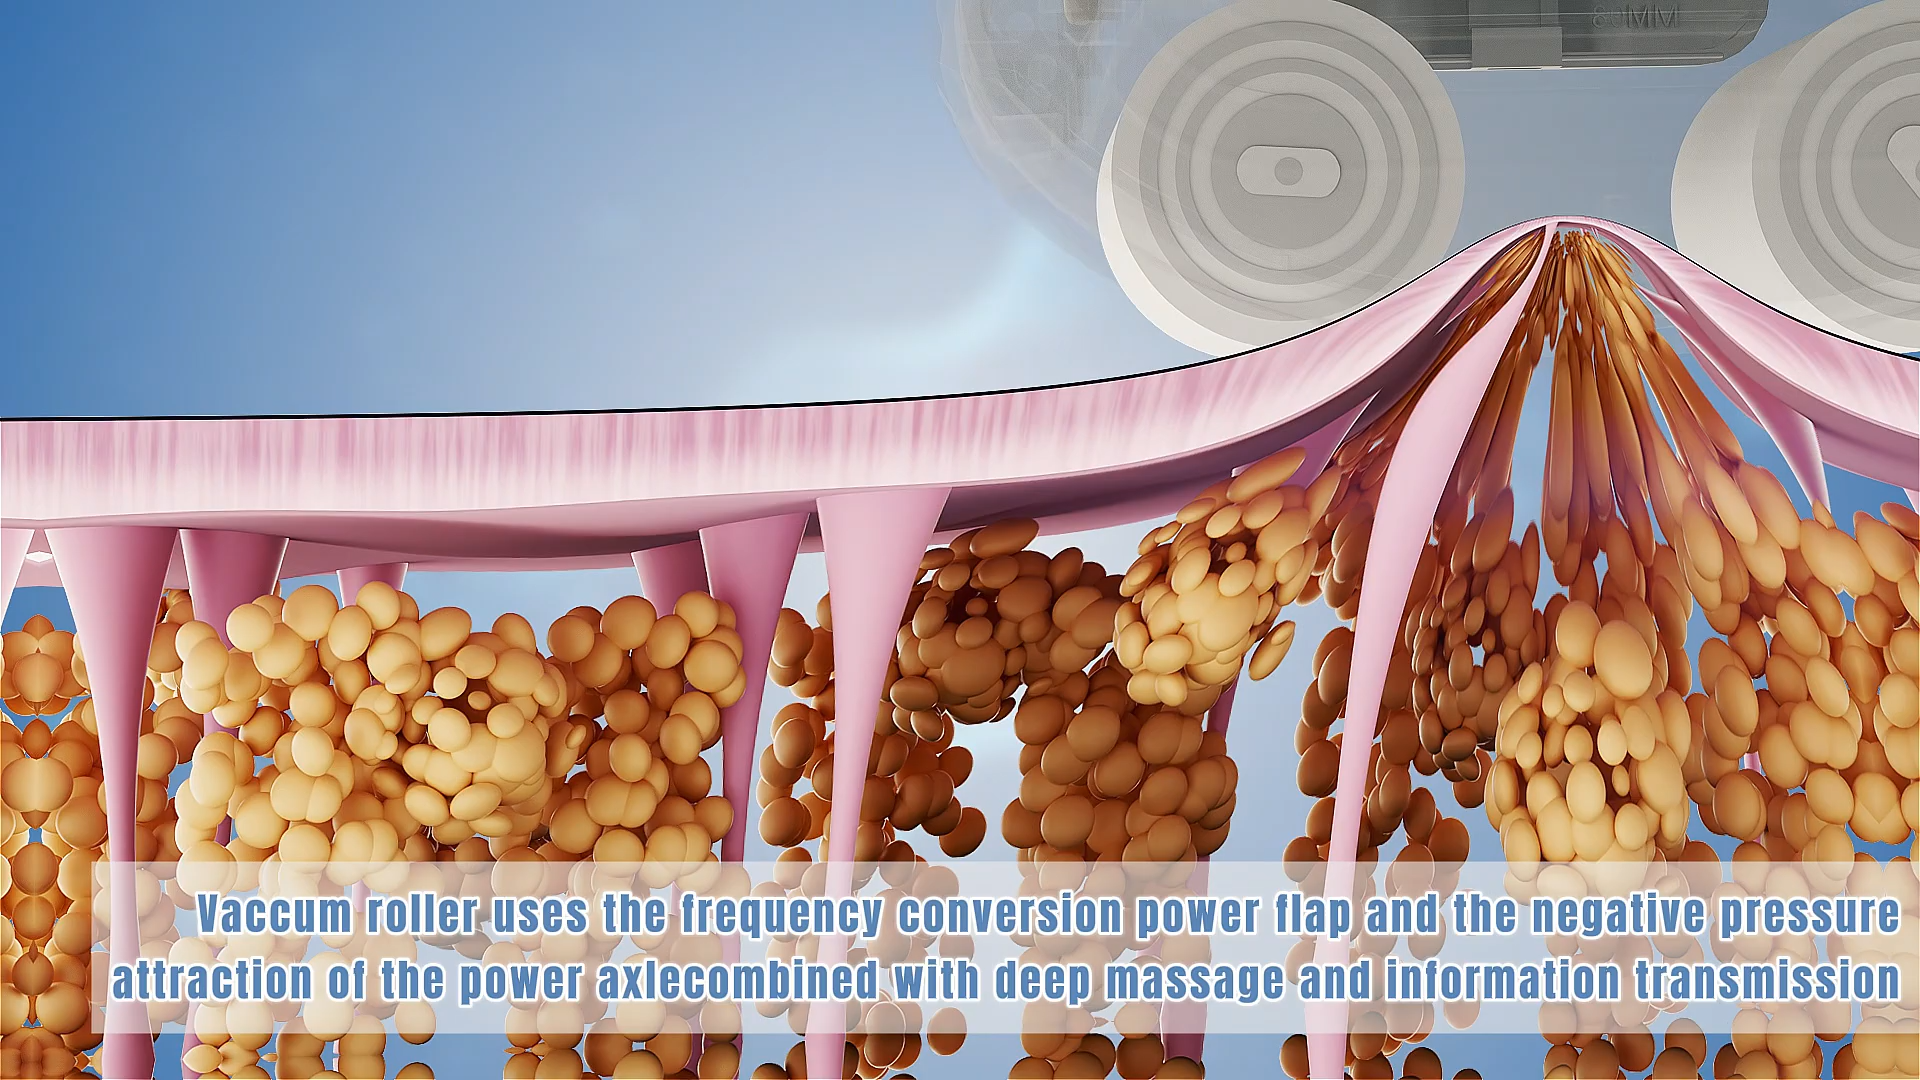 80MM
Vaccum roller uses the frequency conversion power flap and the negative pressure
attraction of the power axlecombined with deep massage and information transmission